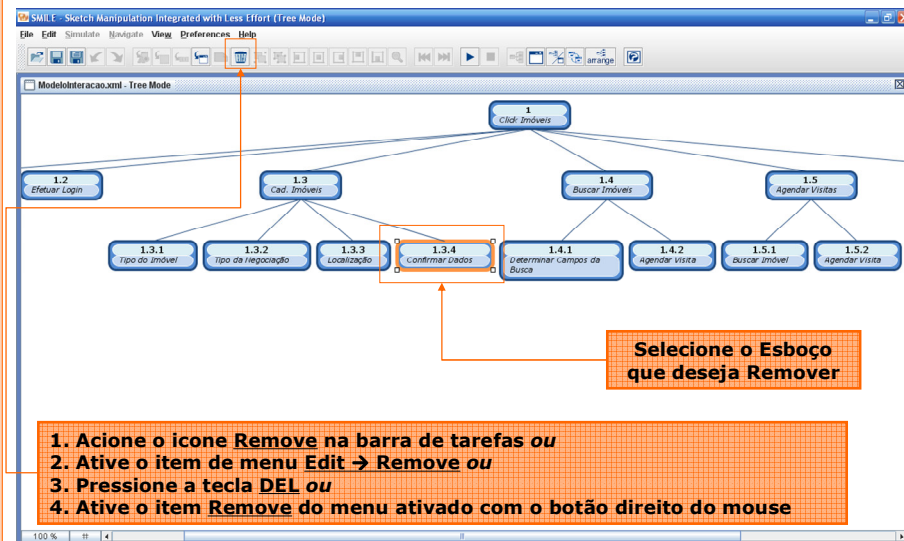 SMILE - Sketch Manipulation Integrated with Less Effort (Tree Mode)
File Edit Simulate Navigate View Preferences Help
arrange
ModeloInteracao.xml - Tree Mode
1
Click Imóveis
1.2
Efetuar Login
1.3
Cad. Imóveis
1.4
Buscar Imóveis
1.5
Agendar Visitas
1.3.1
Tipo do Imóvel
1.3.2
Tipo da Negociação
1.3.3
Localização
1.3.4
Confirmar Dados
1.4.1
Determinar Campos da
Busca
1.4.2
Agendar Visita
1.5.1
Buscar Imóvel
1.5.2
Agendar Visita
Selecione o Esboço
que deseja Remover
1. Acione o icone Remove na barra de tarefas ou
2. Ative o item de menu Edit → Remove ou
3. Pressione a tecla DEL ou
4. Ative o item Remove do menu ativado com o botão direito do mouse
100 %